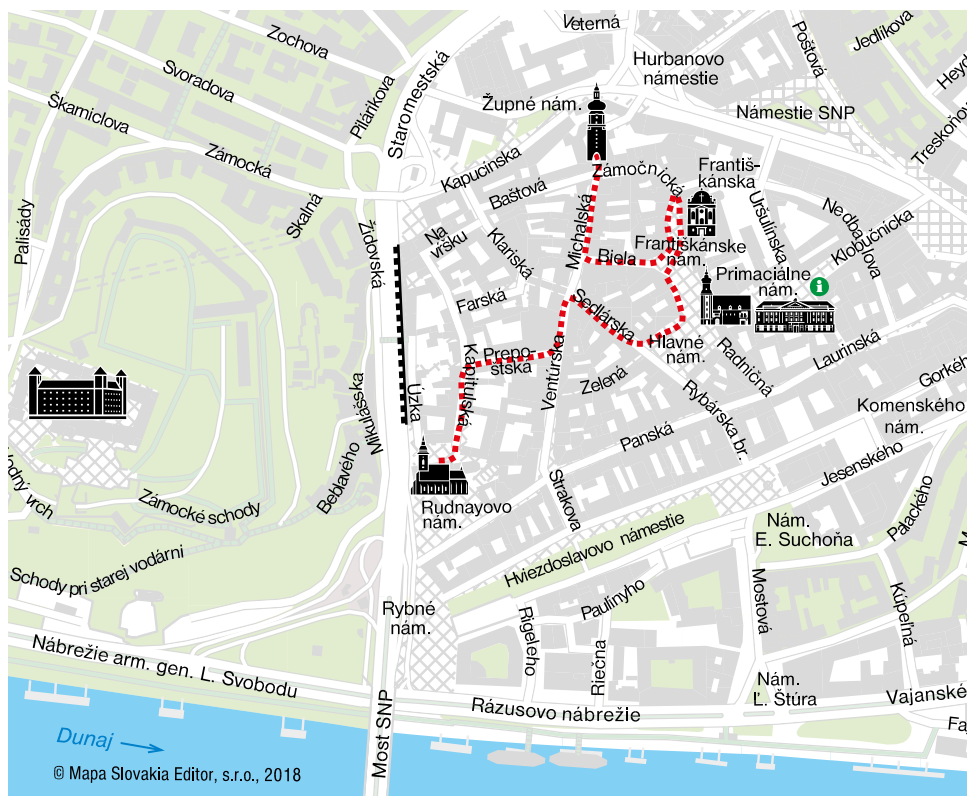 Veterná
Zochova
Jedlíkova
Poštová
Staromestská
Hurbanovo
námestie
Svoradova
Pilárikova
Heyd
Škarniclova
Župné nám.
Námestie SNP
Treskoňov
Zámocká
Kapucínska
Zámočnícka
Františ-
kánska
Baštová
Uršulínska
Nedbalova
Klobučnícka
Palisády
Skalná
Židovská
Na
vŕšku
Klariská
Michalská
Biela
Františkánske
nám.
Primaciálne
nám.
i
Farská
Sedlárska
Hlavné
nám.
Radničná
Laurinská
Prepo-
štská
Kapitulská
Ventúrska
Zelená
Gorkého
Úzka
Mikulášska
Rybárska br.
Komenského
nám.
Panská
Beblavého
Jesenského
Vodný vrch
Zámocké schody
Rudnayovo
nám.
Strakova
Palackého
Nám.
E. Suchoňa
Hviezdoslavovo námestie
Schody pri starej vodárni
Rybné
nám.
Paulínyho
Mostová
Kúpeľná
Rigeleho
Riečna
Nábrežie arm. gen. L. Svobodu
Nám.
Ľ. Štúra
Rázusovo nábrežie
Vajanské
Faj
Dunaj
Most SNP
© Mapa Slovakia Editor, s.r.o., 2018